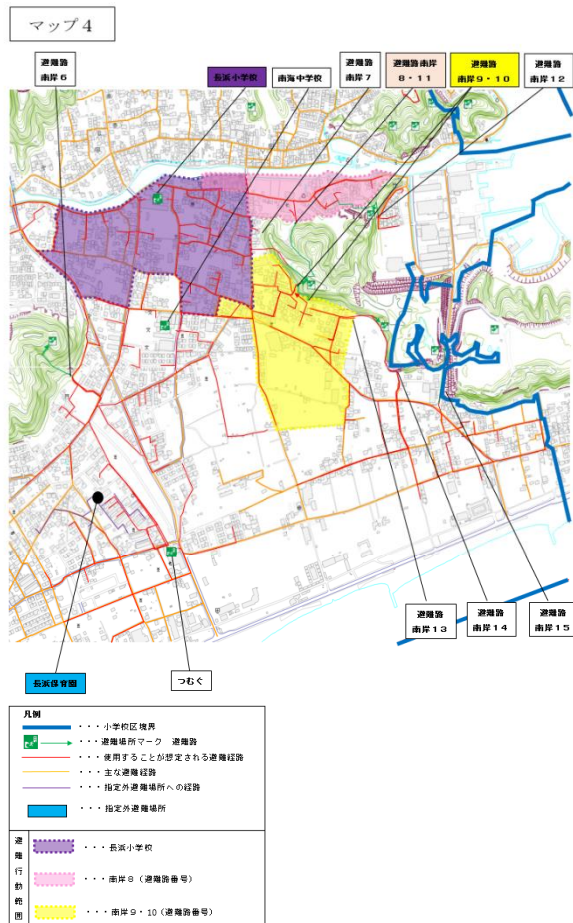 マップ4
避難路
南岸6
長浜小学校
南海中学校
避難路
南岸7
避難路南岸
8・11
避難路
南岸9・10
避難路
南岸12
避難路
南岸13
避難路
南岸14
避難路
南岸15
長浜保育園
つむぐ
凡例
・・・小学校区境界
・・・避難場所マーク 避難路
・・・使用することが想定される避難経路
・・・主な避難経路
・・・指定外避難場所への経路
・・・指定外避難場所
避難行動範囲
・・・長浜小学校
・・・南岸8（避難路番号）
・・・南岸9・10（避難路番号）